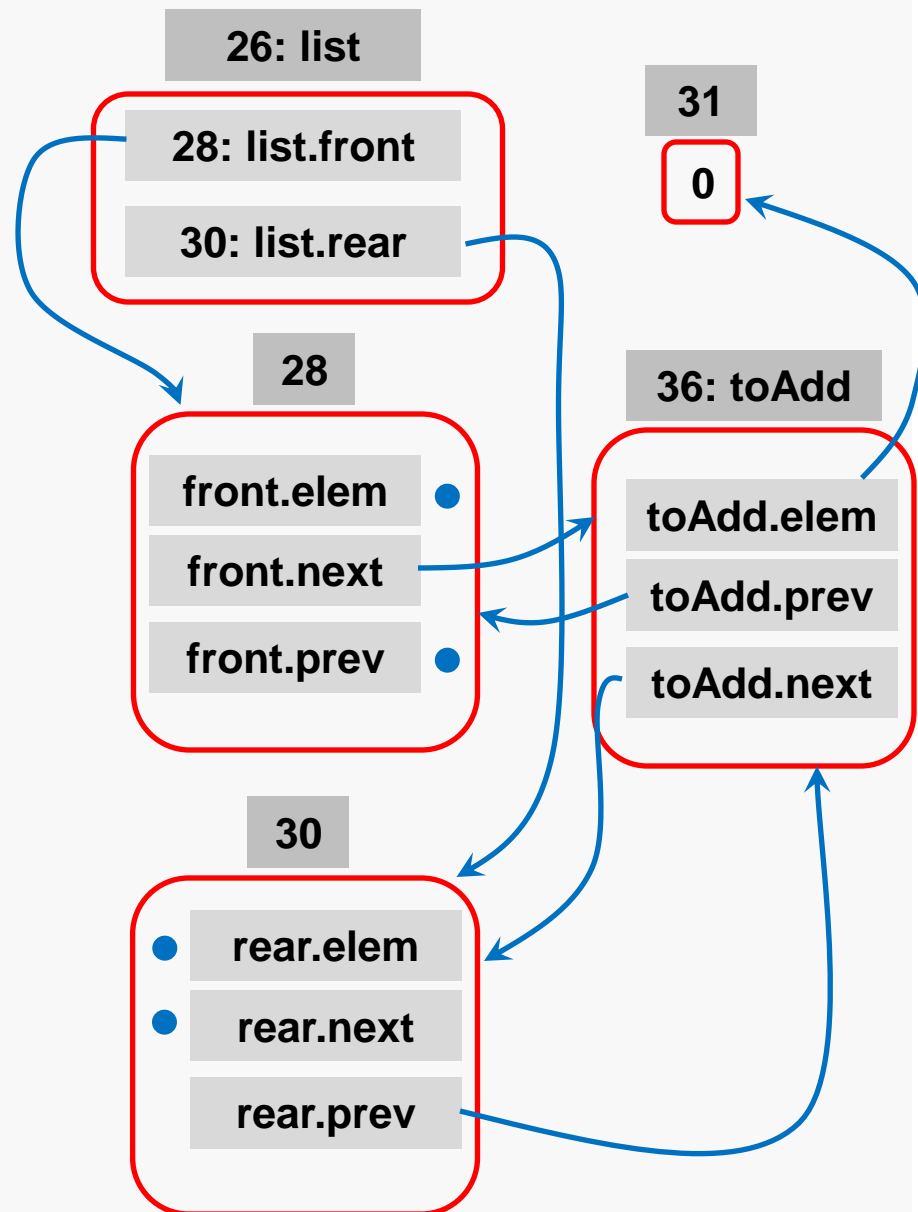 26: list
28: list.front
30: list.rear
31
0
28
front.elem
front.next
front.prev
36: toAdd
toAdd.elem
toAdd.prev
toAdd.next
30
rear.elem
rear.next
rear.prev